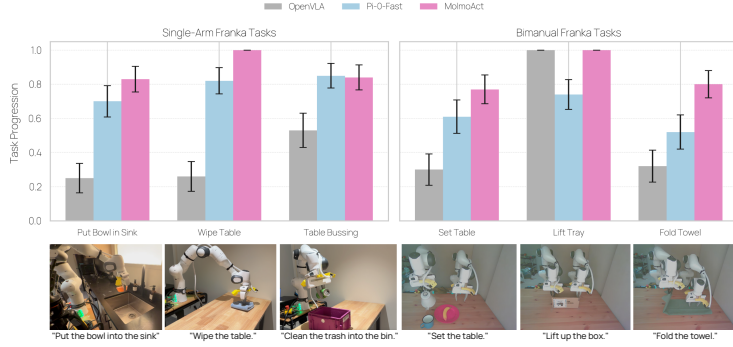 OpenVLA Pi-0-Fast MolmoAct
Single-Arm Franka Tasks Bimanual Franka Tasks
Task Progression
1.0
0.8
0.6
0.4
0.2
0.0
Put Bowl in Sink Wipe Table Table Bussing Set Table Lift Tray Fold Towel
"Put the bowl into the sink" "Wipe the table." "Clean the trash into the bin." "Set the table." "Lift up the box." "Fold the towel."